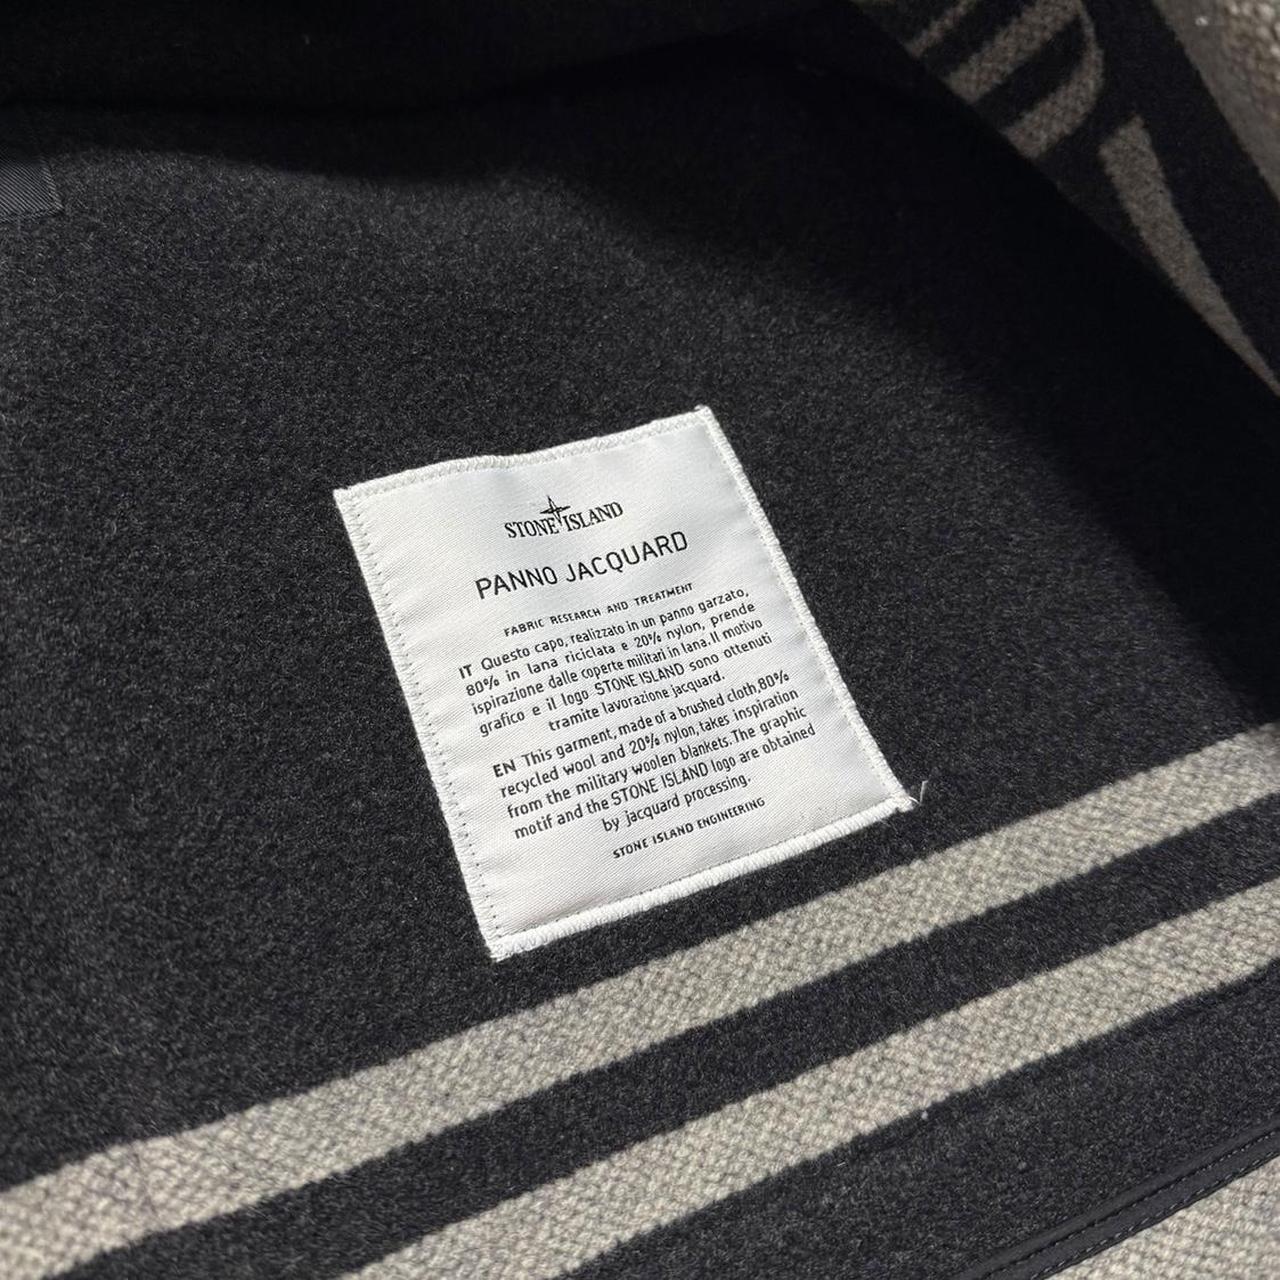 STONE ISLAND
PANNO JACQUARD
FABRIC RESEARCH AND TREATMENT
IT Questo capo, realizzato in un panno garzato,
80% in lana riciclata e 20% nylon, prende
ispirazione dalle coperte militari in lana. Il motivo
grafico e il logo STONE ISLAND sono ottenuti
tramite lavorazione jacquard.
EN This garment, made of a brushed cloth,80%
recycled wool and 20% nylon, takes inspiration
from the military woolen blankets. The graphic
motif and the STONE ISLAND logo are obtained
by jacquard processing.
STONE ISLAND ENGINEERING